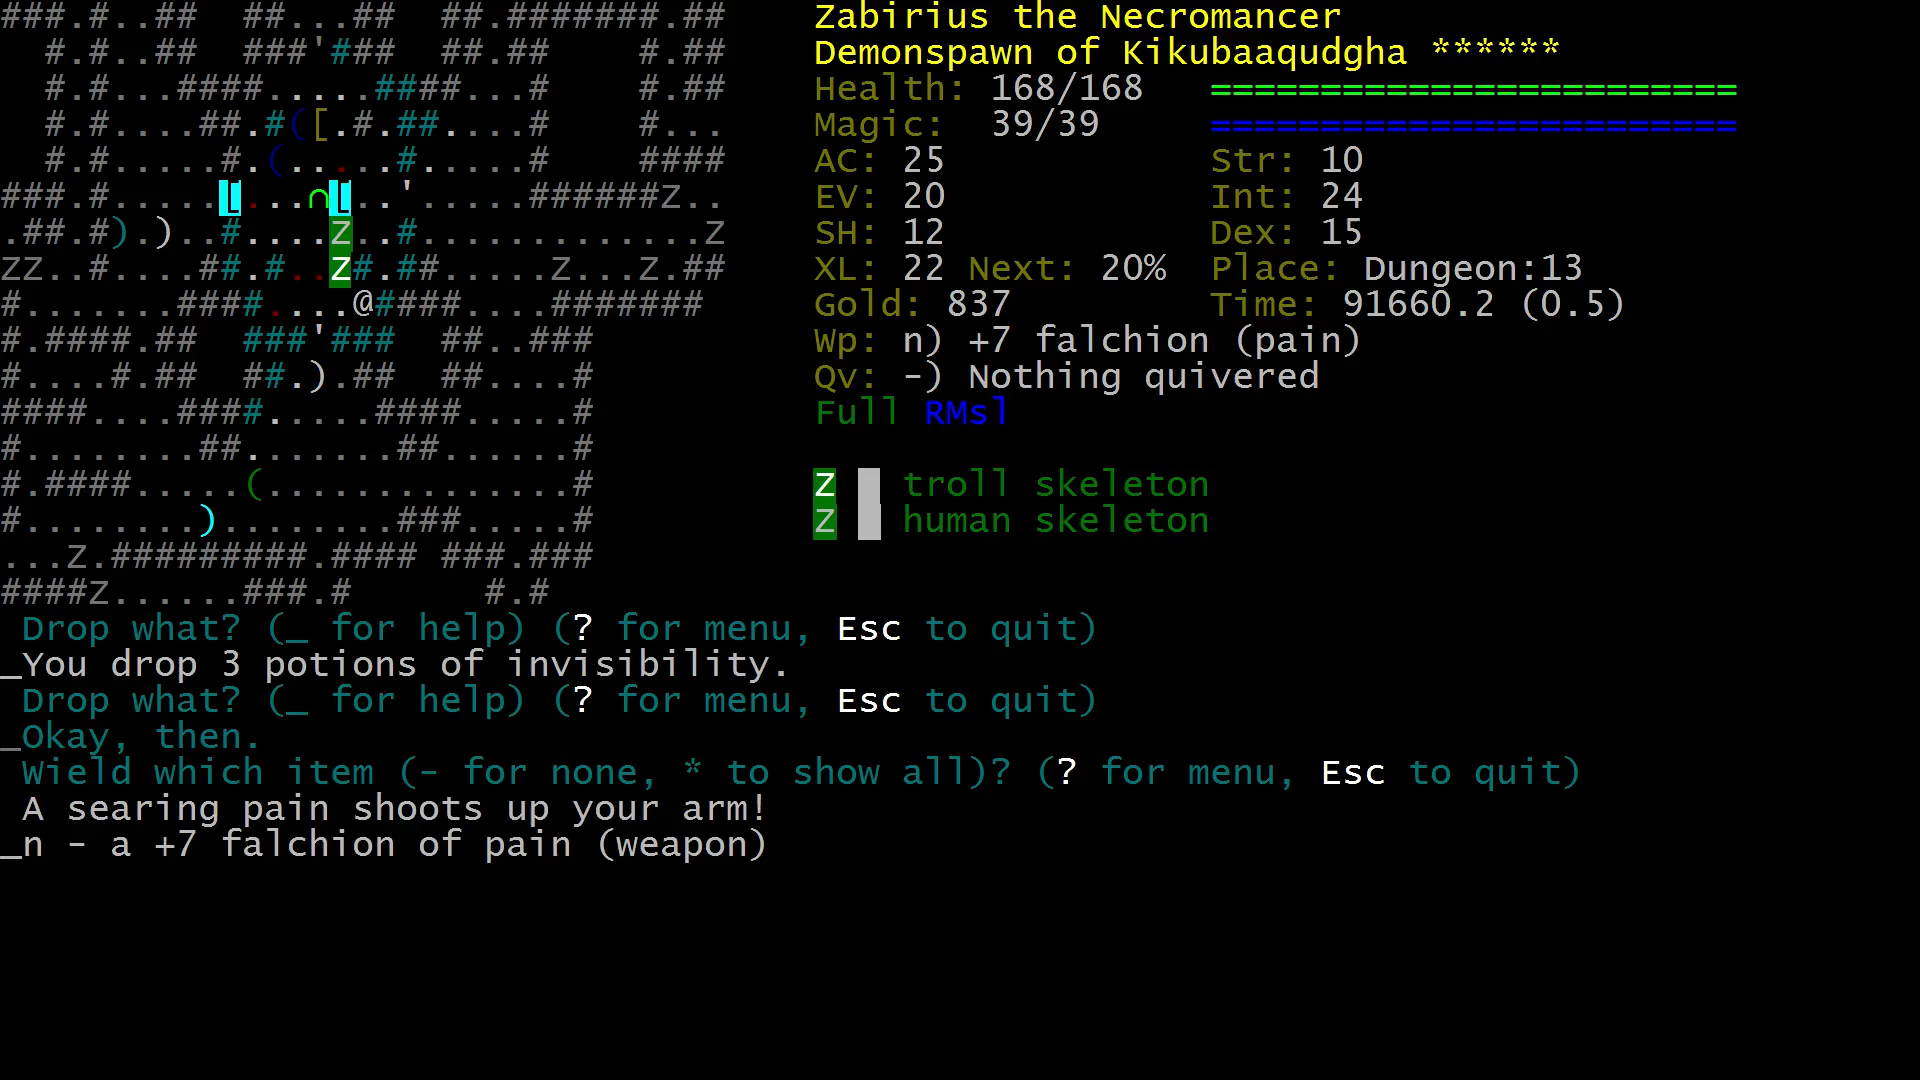 ###.#..##  ##...##  ##.#######.## Zabirius the Necromancer
  #.#..##  ###'####  ##.##    #.## Demonspawn of Kikubaaqudgha ******
  #.#...####.....####...#    #.## Health: 168/168 ========================
  #.#....##.#([.#.##....#    #... Magic:  39/39 ========================
  #.#.....#.(.....#.....#    #### AC: 25 Str: 10
###.#.....[....∩[..'.....######Z.. EV: 20 Int: 24
.##.#).)..#....Z..#.............Z SH: 12 Dex: 15
ZZ..#....##.#..Z#.##.....Z...Z.## XL: 22 Next: 20% Place: Dungeon:13
#.......####....@####....####### Gold: 837 Time: 91660.2 (0.5)
#.####.##  ###'###  ##..### Wp: n) +7 falchion (pain)
#....#.##  ##.).##  ##....# Qv: -) Nothing quivered
####....####.....####.....# Full RMsl
#........##.......##......#
#.####.....(..............# Z troll skeleton
#........)........###.....# Z human skeleton
...Z.#########.#### ###.###
####Z......###.#      #.#
Drop what? (_ for help) (? for menu, Esc to quit)
_You drop 3 potions of invisibility.
Drop what? (_ for help) (? for menu, Esc to quit)
_Okay, then.
Wield which item (- for none, * to show all)? (? for menu, Esc to quit)
A searing pain shoots up your arm!
_n - a +7 falchion of pain (weapon)